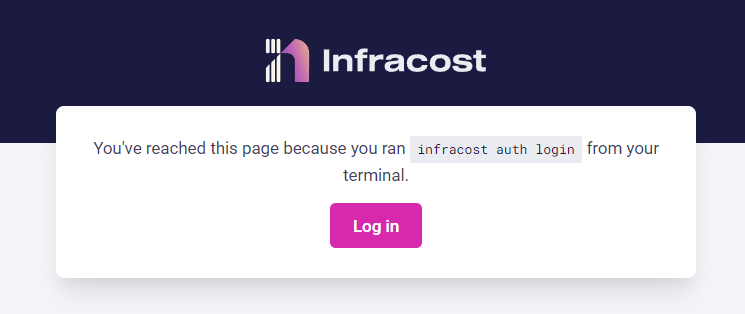 Infracost
You've reached this page because you ran infracost auth login from your
terminal.
Log in